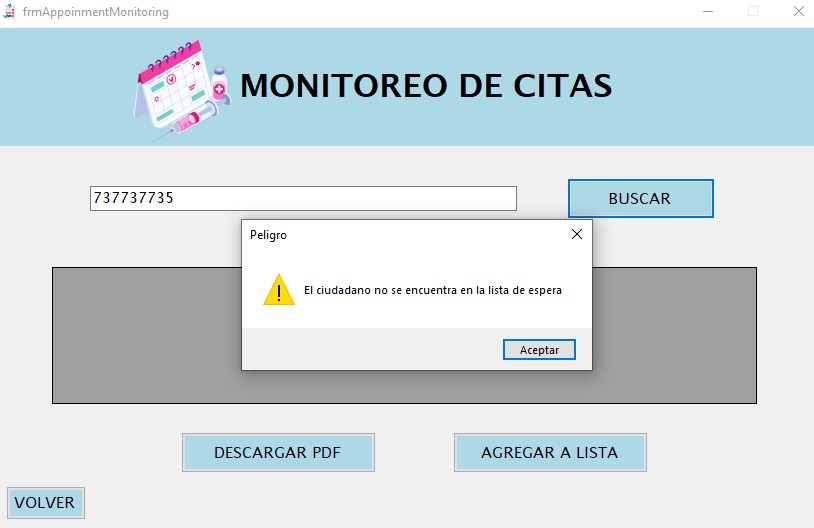 frmAppoinmentMonitoring
MONITOREO DE CITAS
737737735
BUSCAR
Peligro
El ciudadano no se encuentra en la lista de espera
Aceptar
DESCARGAR PDF
AGREGAR A LISTA
VOLVER